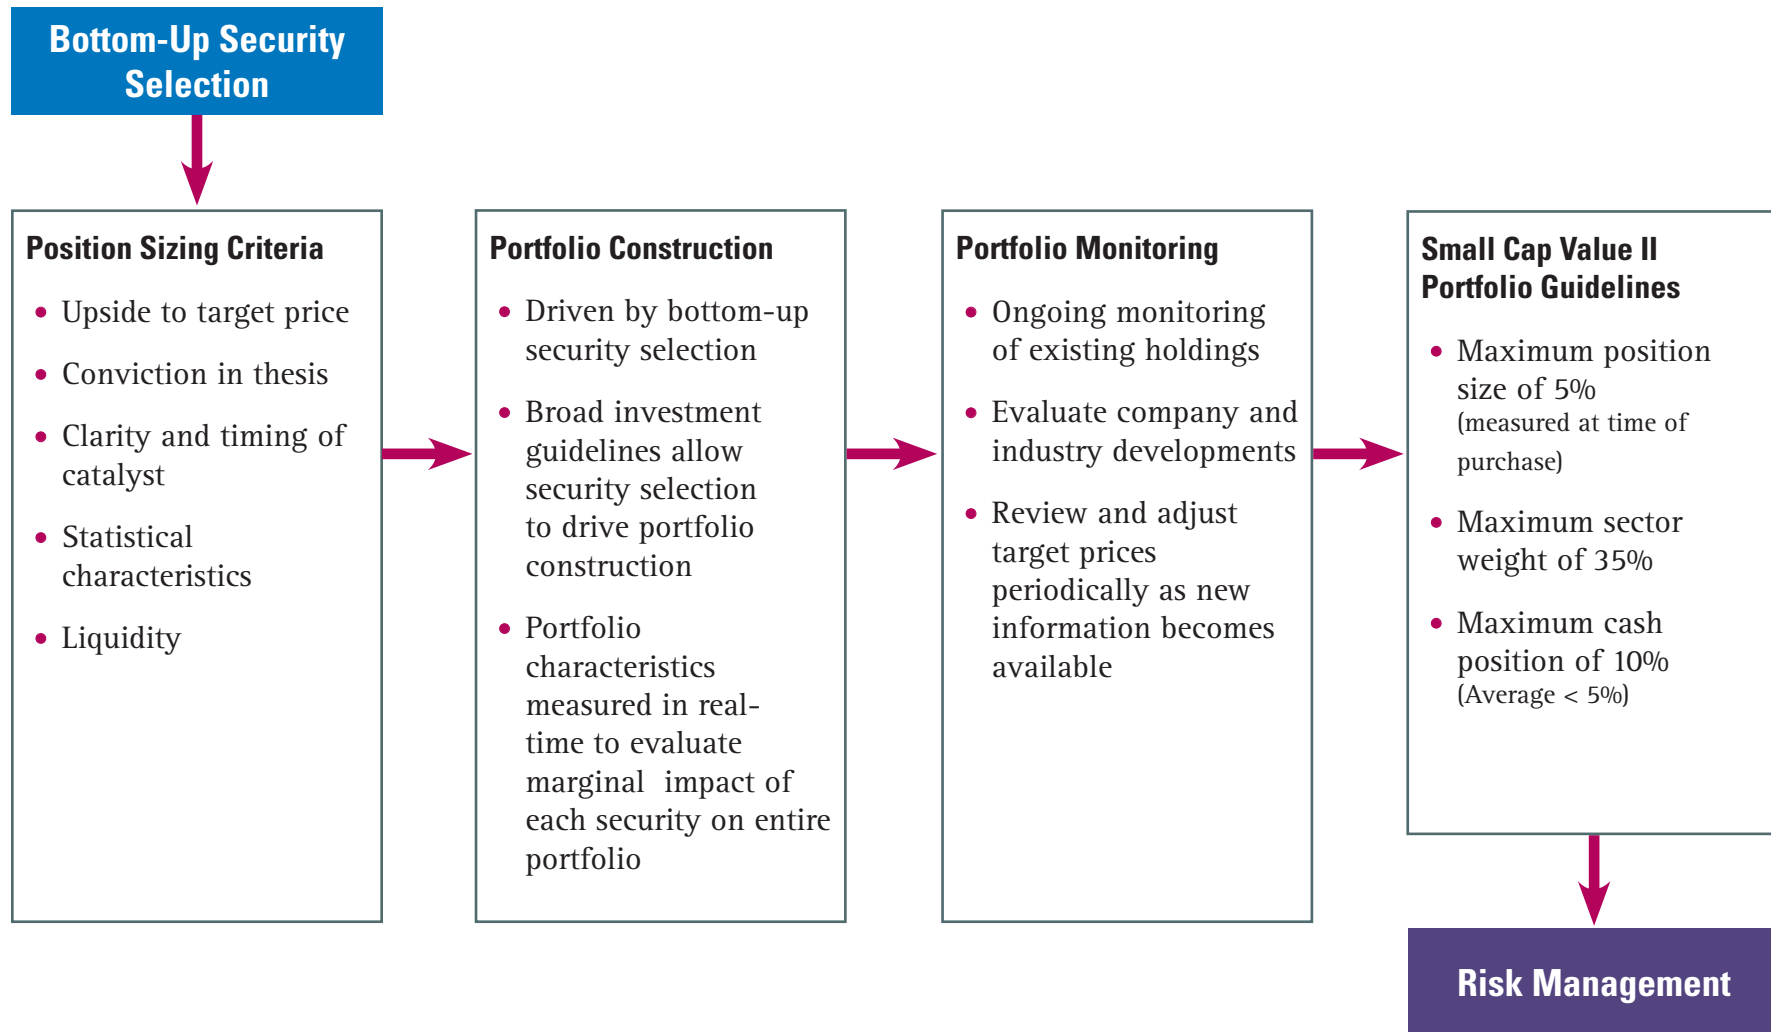 Bottom-Up Security
Selection
Position Sizing Criteria
• Upside to target price
• Conviction in thesis
• Clarity and timing of
catalyst
• Statistical
characteristics
• Liquidity
Portfolio Construction
• Driven by bottom-up
security selection
• Broad investment
guidelines allow
security selection
to drive portfolio
construction
• Portfolio
characteristics
measured in real-
time to evaluate
marginal  impact of
each security on entire
portfolio
Portfolio Monitoring
• Ongoing monitoring
of existing holdings
• Evaluate company and
industry developments
• Review and adjust
target prices
periodically as new
information becomes
available
Small Cap Value II
Portfolio Guidelines
• Maximum position
size of 5%
(measured at time of
purchase)
• Maximum sector
weight of 35%
• Maximum cash
position of 10%
(Average < 5%)
Risk Management